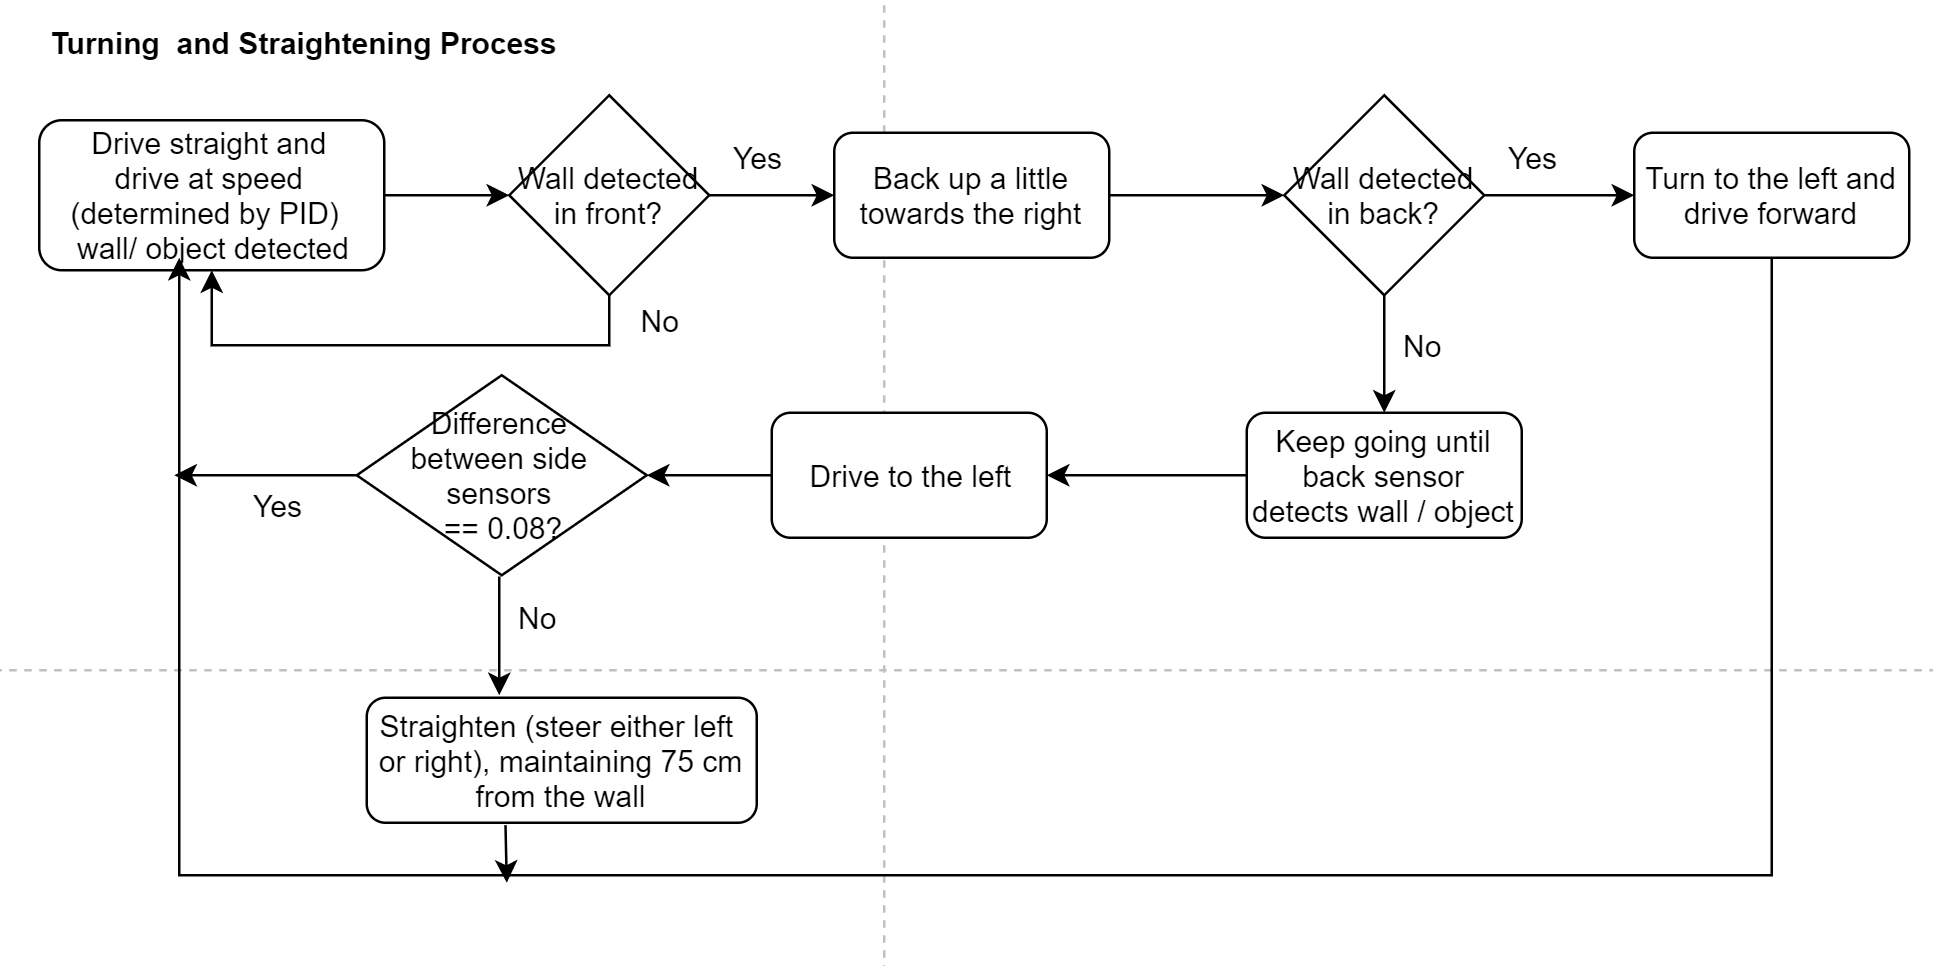 Turning  and Straightening Process
Drive straight and
drive at speed
(determined by PID)
wall/ object detected
Wall detected
in front?
Yes
Back up a little
towards the right
Wall detected
in back?
Yes
Turn to the left and
drive forward
No
No
Difference
between side
sensors
== 0.08?
Drive to the left
Keep going until
back sensor
detects wall / object
Yes
No
Straighten (steer either left
or right), maintaining 75 cm
from the wall